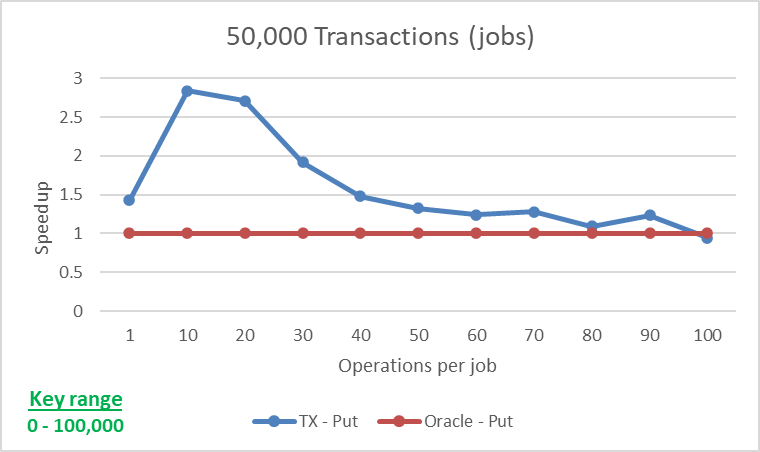 50,000 Transactions (jobs)
3
2.5
2
1.5
1
0.5
0
Speedup
1 10 20 30 40 50 60 70 80 90 100
Operations per job
Key range
0 - 100,000
TX - Put Oracle - Put